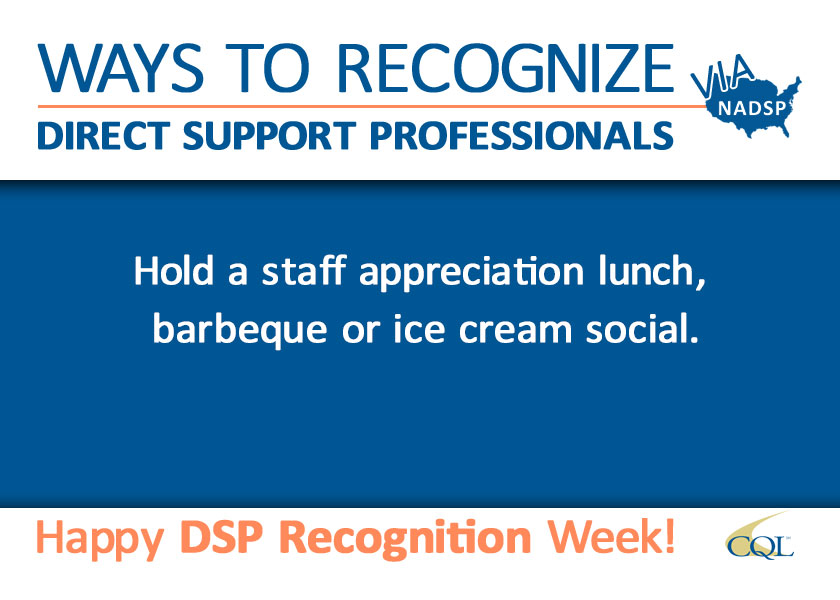 WAYS TO RECOGNIZE
VIA
NADSP
DIRECT SUPPORT PROFESSIONALS
Hold a staff appreciation lunch,
barbeque or ice cream social.
Happy DSP Recognition Week!
CQL™